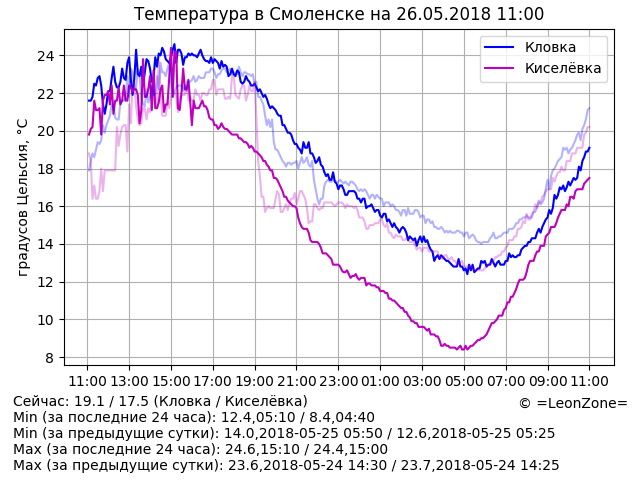 Температура в Смоленске на 26.05.2018 11:00
Кловка
Киселёвка
градусов Цельсия, °C
24
22
20
18
16
14
12
10
8
11:00 13:00 15:00 17:00 19:00 21:00 23:00 01:00 03:00 05:00 07:00 09:00 11:00
Сейчас: 19.1 / 17.5 (Кловка / Киселёвка)
© =LeonZone=
Min (за последние 24 часа): 12.4,05:10 / 8.4,04:40
Min (за предыдущие сутки): 14.0,2018-05-25 05:50 / 12.6,2018-05-25 05:25
Max (за последние 24 часа): 24.6,15:10 / 24.4,15:00
Max (за предыдущие сутки): 23.6,2018-05-24 14:30 / 23.7,2018-05-24 14:25